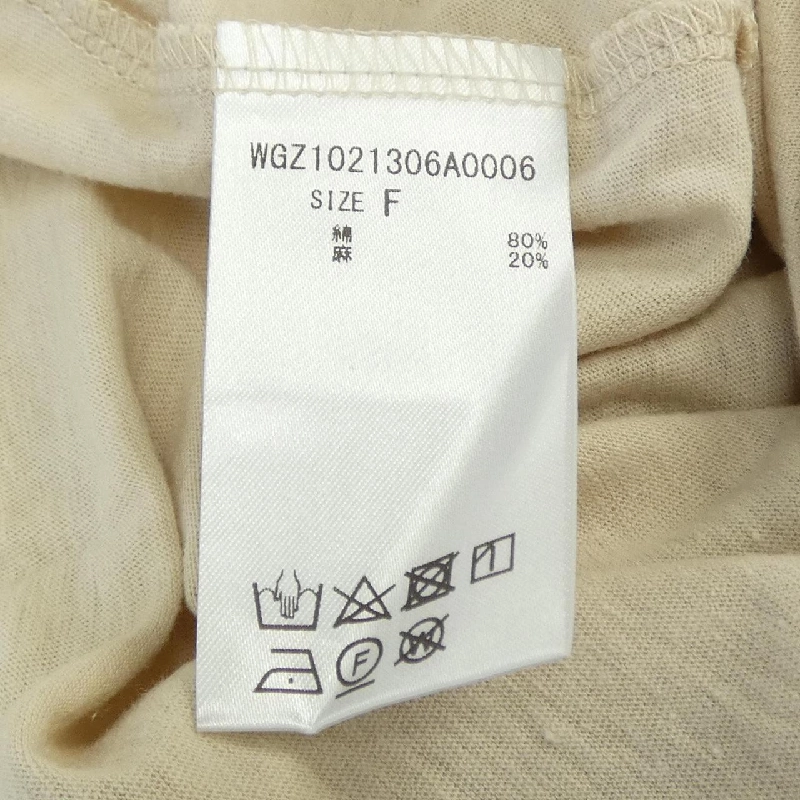 WGZ1021306A0006
SIZE F
綿 80%
麻 20%
F
W